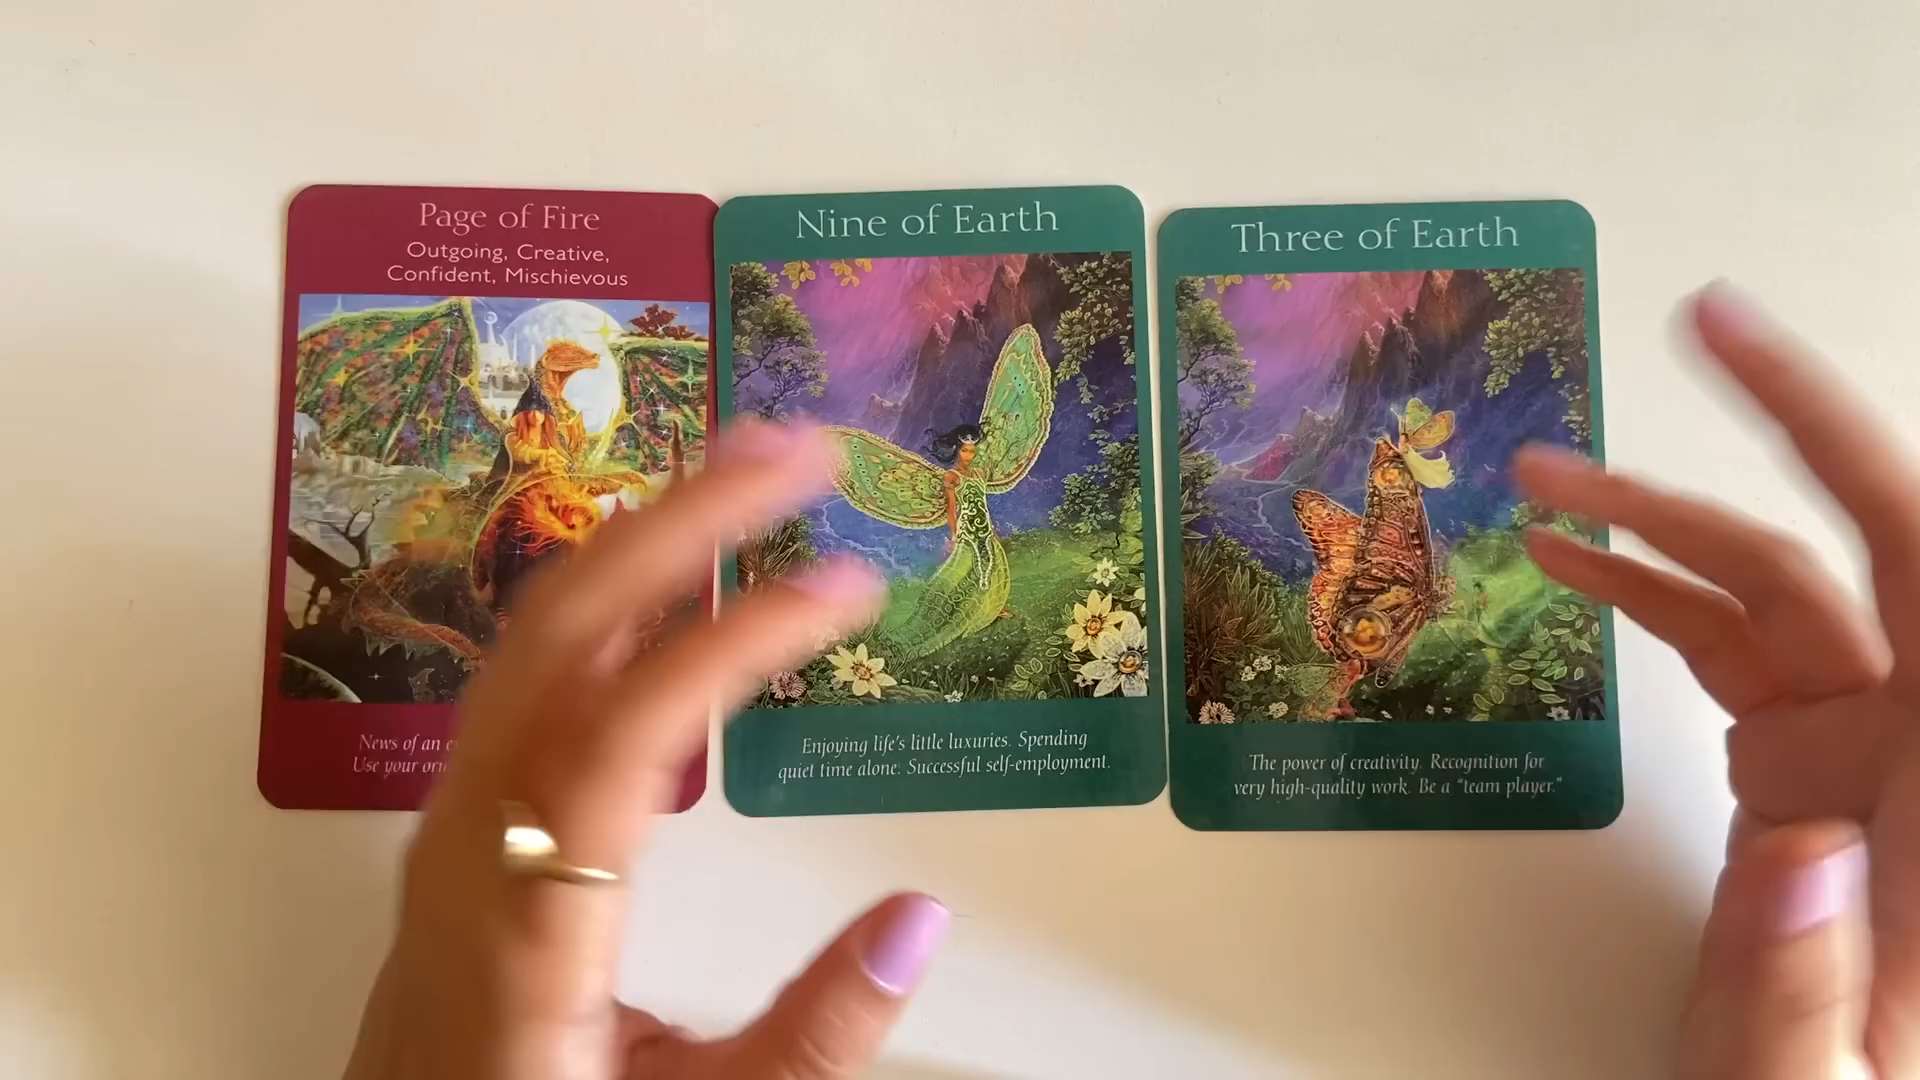 Page of Fire
Outgoing, Creative,
Confident, Mischievous
News of an
Use your
Nine of Earth
Enjoying life's little luxuries. Spending
quiet time alone. Successful self-employment.
Three of Earth
The power of creativity. Recognition for
very high-quality work. Be a “team player.”